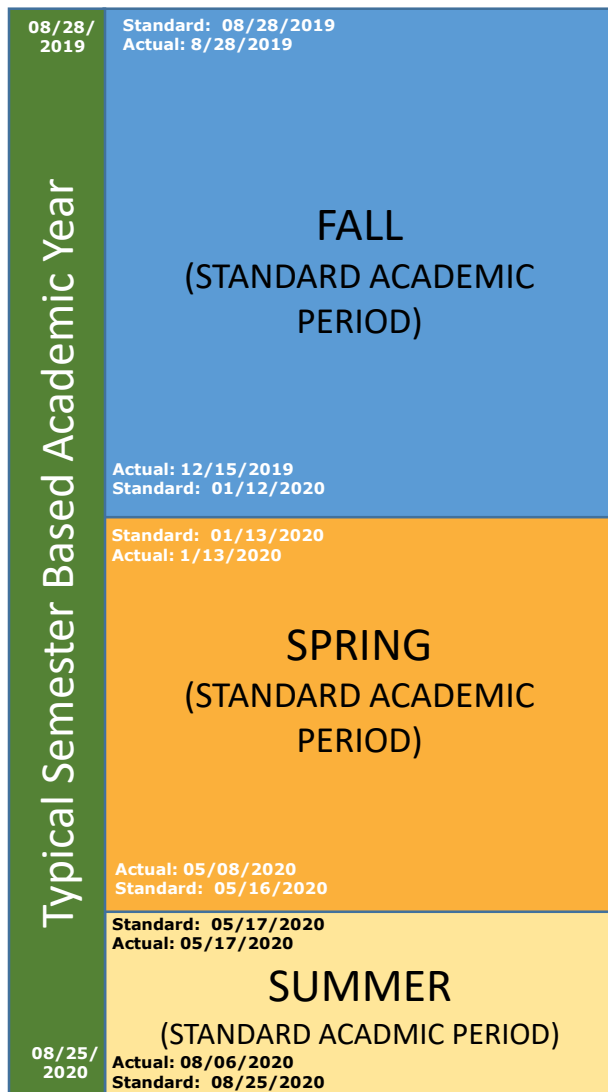 08/28/
2019
Typical Semester Based Academic Year
08/25/
2020
Standard:  08/28/2019
Actual: 8/28/2019
FALL
(STANDARD ACADEMIC
PERIOD)
Actual: 12/15/2019
Standard:  01/12/2020
Standard:  01/13/2020
Actual: 1/13/2020
SPRING
(STANDARD ACADEMIC
PERIOD)
Actual: 05/08/2020
Standard:  05/16/2020
Standard:  05/17/2020
Actual: 05/17/2020
SUMMER
(STANDARD ACADMIC PERIOD)
Actual: 08/06/2020
Standard:  08/25/2020